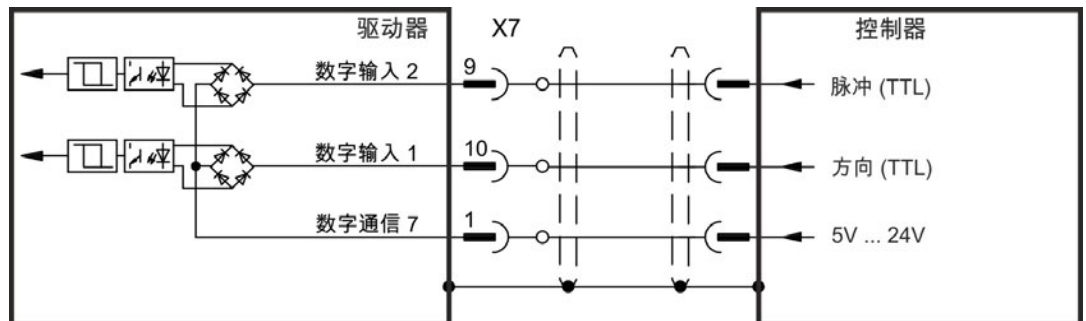 驱动器 X7 控制器
数字输入 2 9 脉冲 (TTL)
数字输入 1 10 方向 (TTL)
数字通信 7 1 5V ... 24V